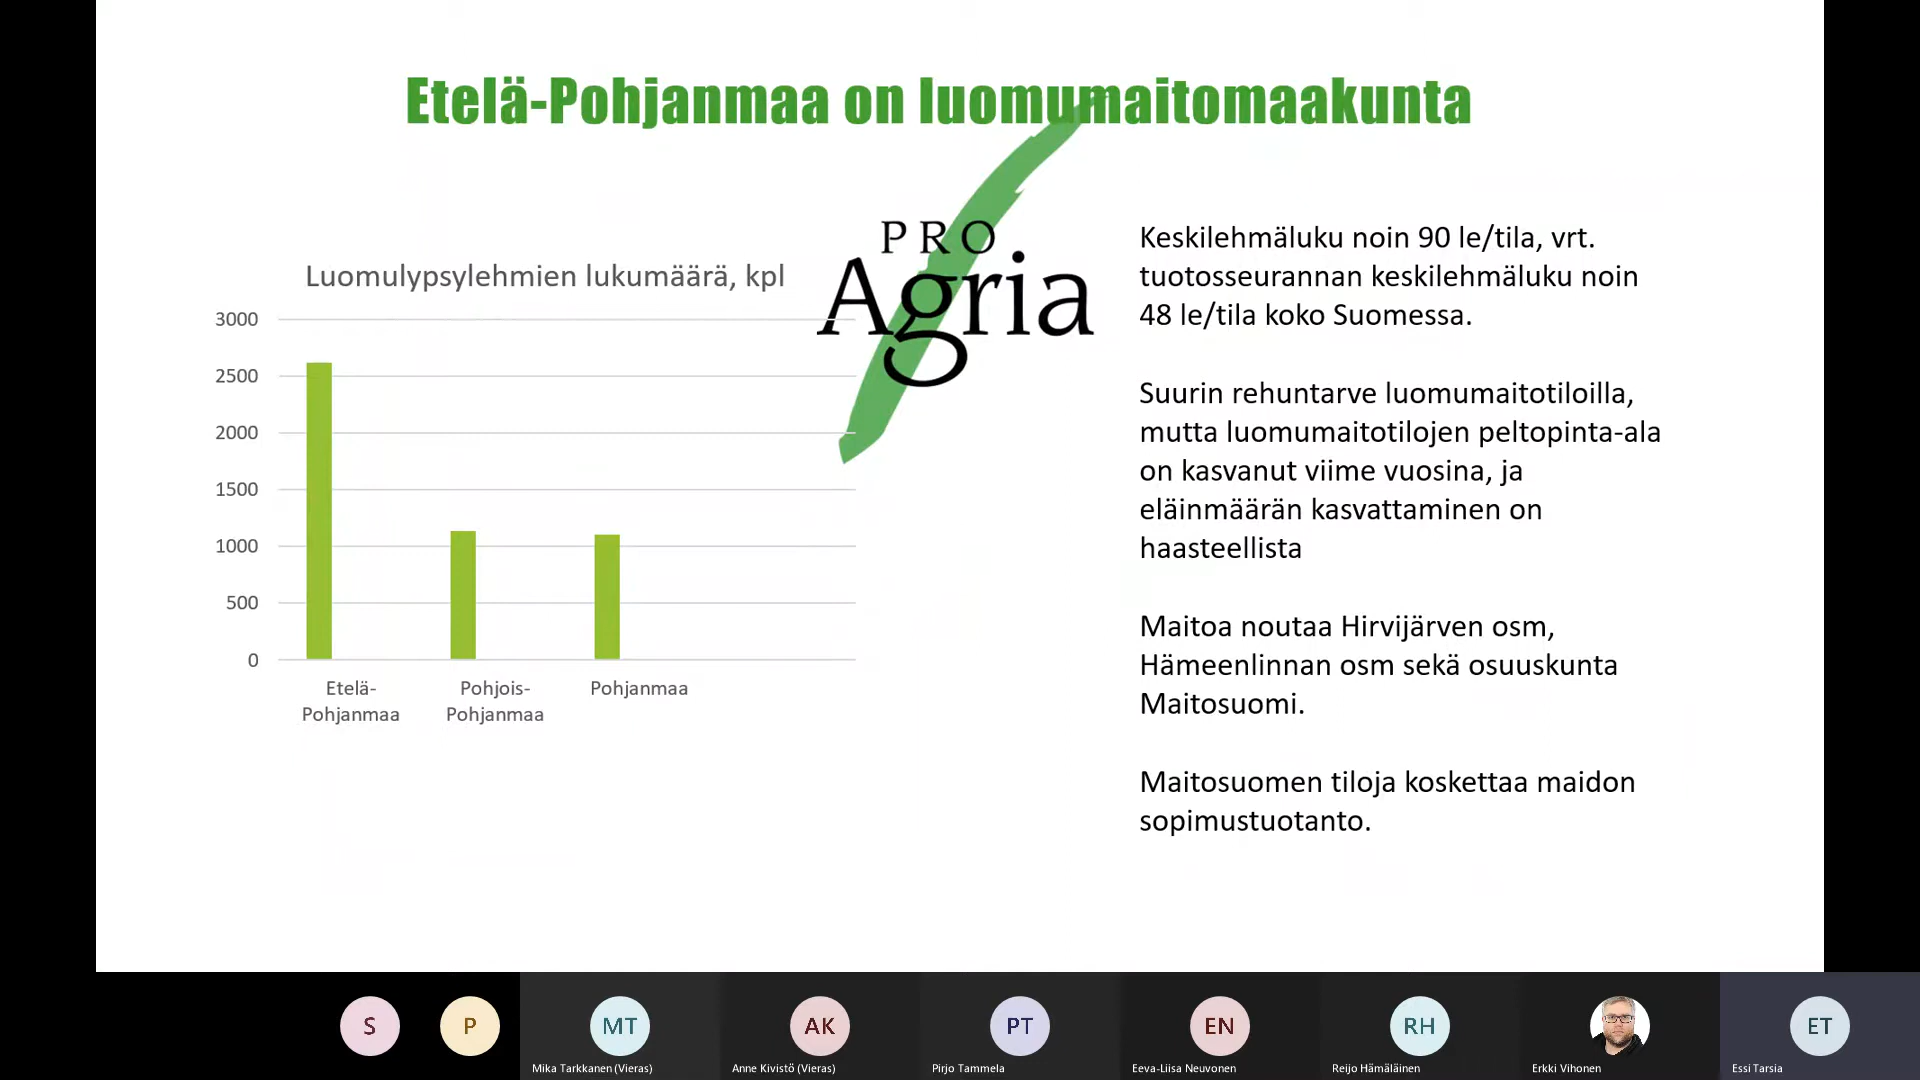 Etelä-Pohjanmaa on luomumaitomaakunta
PRO
Agria
Luomulypsylehmien lukumäärä, kpl
3000
2500
2000
1500
1000
500
0
Etelä-
Pohjanmaa
Pohjois-
Pohjanmaa
Pohjanmaa
Keskilehmäluku noin 90 le/tila, vrt.
tuotosseurannan keskilehmäluku noin
48 le/tila koko Suomessa.
Suurin rehuntarve luomumaitotiloilla,
mutta luomumaitotilojen peltopinta-ala
on kasvanut viime vuosina, ja
eläinmäärän kasvattaminen on
haasteellista
Maitoa noutaa Hirvijärven osm,
Hämeenlinnan osm sekä osuuskunta
Maitosuomi.
Maitosuomen tiloja koskettaa maidon
sopimustuotanto.
S
P
MT
Mika Tarkkanen (Vieras)
AK
Anne Kivistö (Vieras)
PT
Pirjo Tammela
EN
Eeva-Liisa Neuvonen
RH
Reijo Hämäläinen
Erkki Vihonen
ET
Essi Tarsia